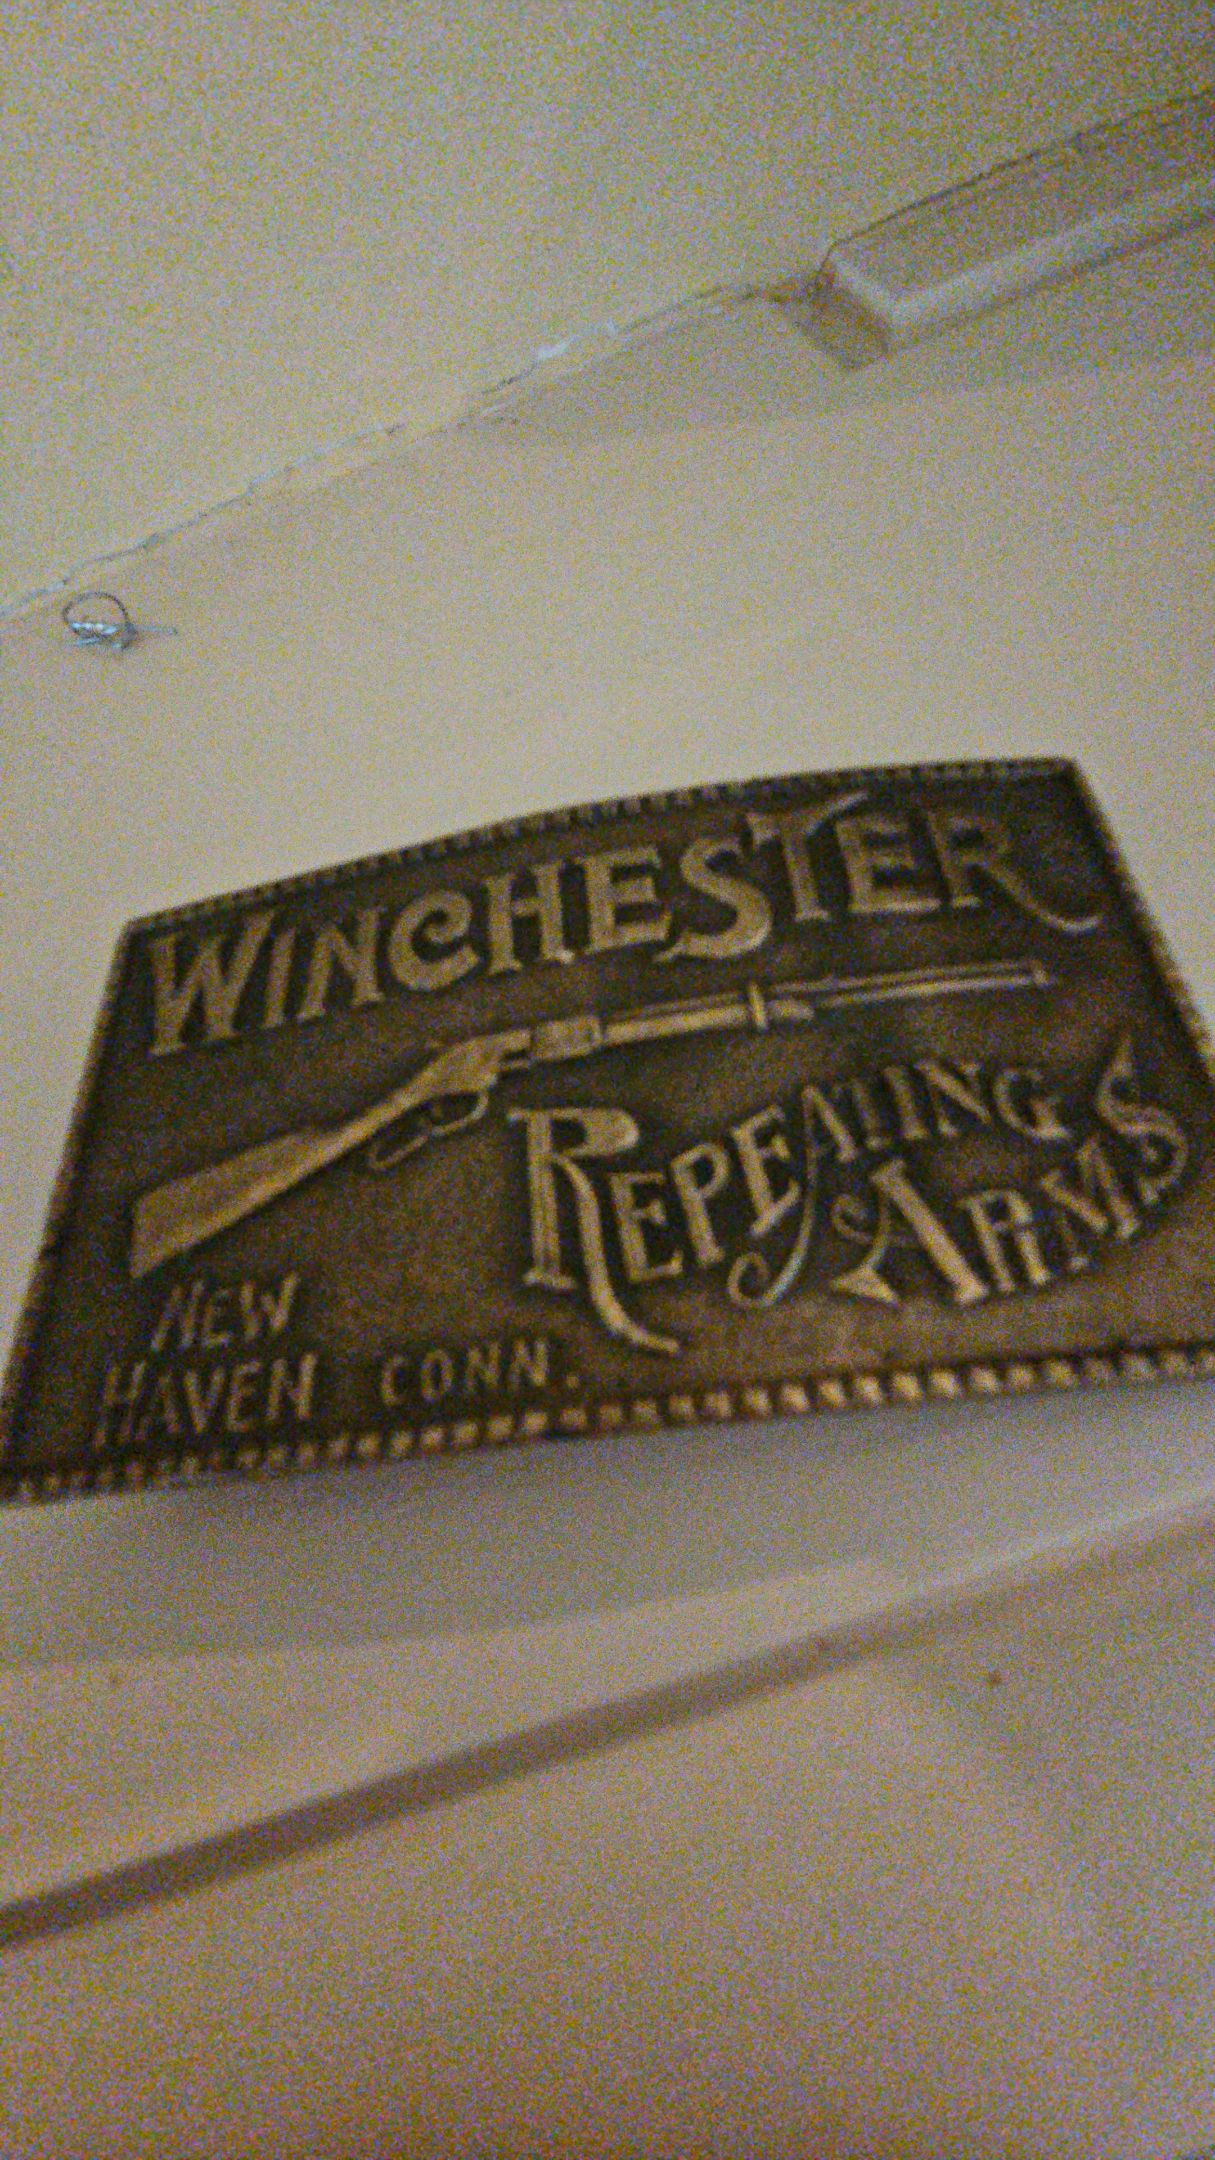 WINCHESTER
REPEATING
ARMS
NEW
HAVEN CONN.